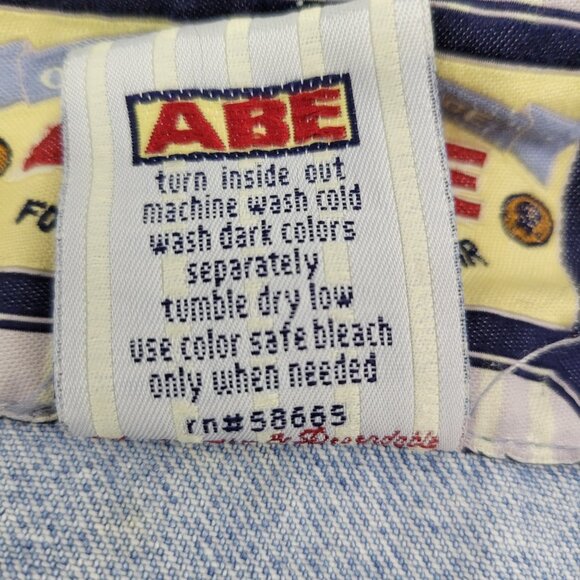 ABE
turn inside out
machine wash cold
wash dark colors
separately
tumble dry low
use color safe bleach
only when needed
rn#58665
Dependable